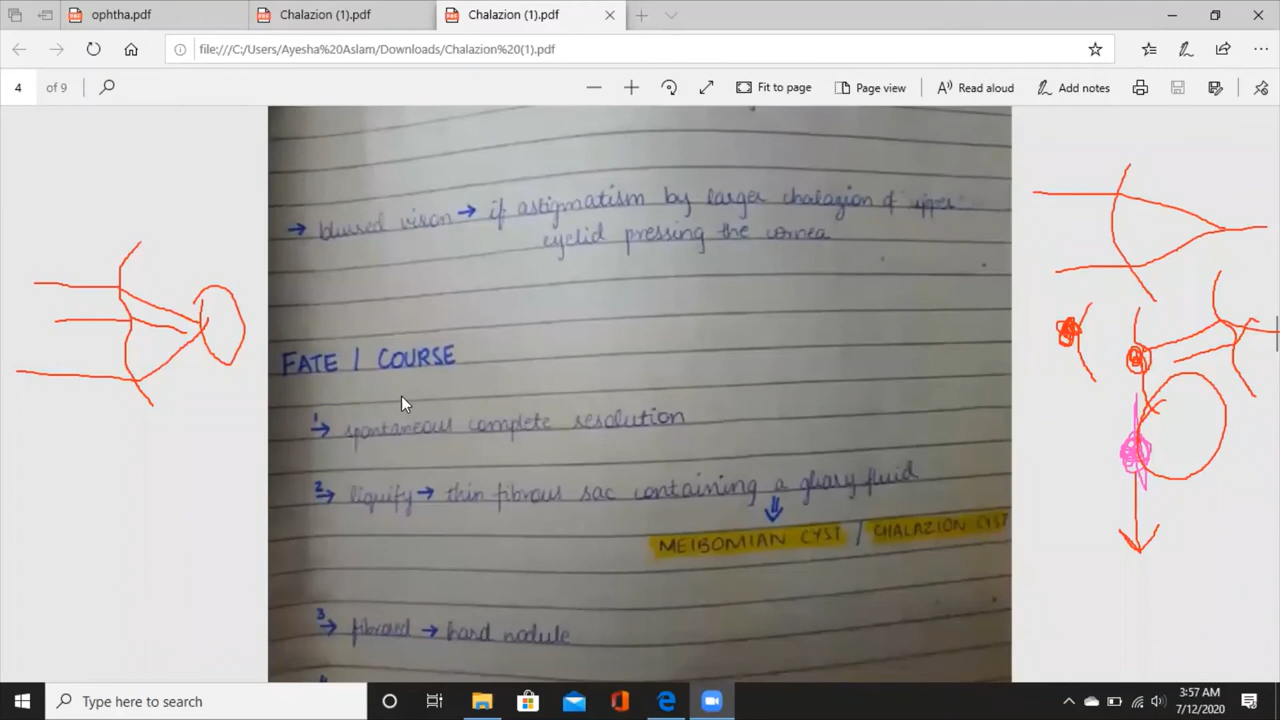 ophtha.pdf
Chalazion (1).pdf
Chalazion (1).pdf
file:///C:/Users/Ayesha%20Aslam/Downloads/Chalazion%20(1).pdf
4 of 9
Fit to page
Page view
Read aloud
Add notes
→ blurred vison → if astigmatism by larger chalazion of upper
eyelid pressing the cornea
FATE / COURSE
1→ spontaneous complete resolution
2→ liquify → thin fibrous sac containing a gluey fluid
⇓
MEIBOMIAN CYST / CHALAZION CYST
3→ fibrosed → hard nodule
4
Type here to search
3:57 AM
7/12/2020